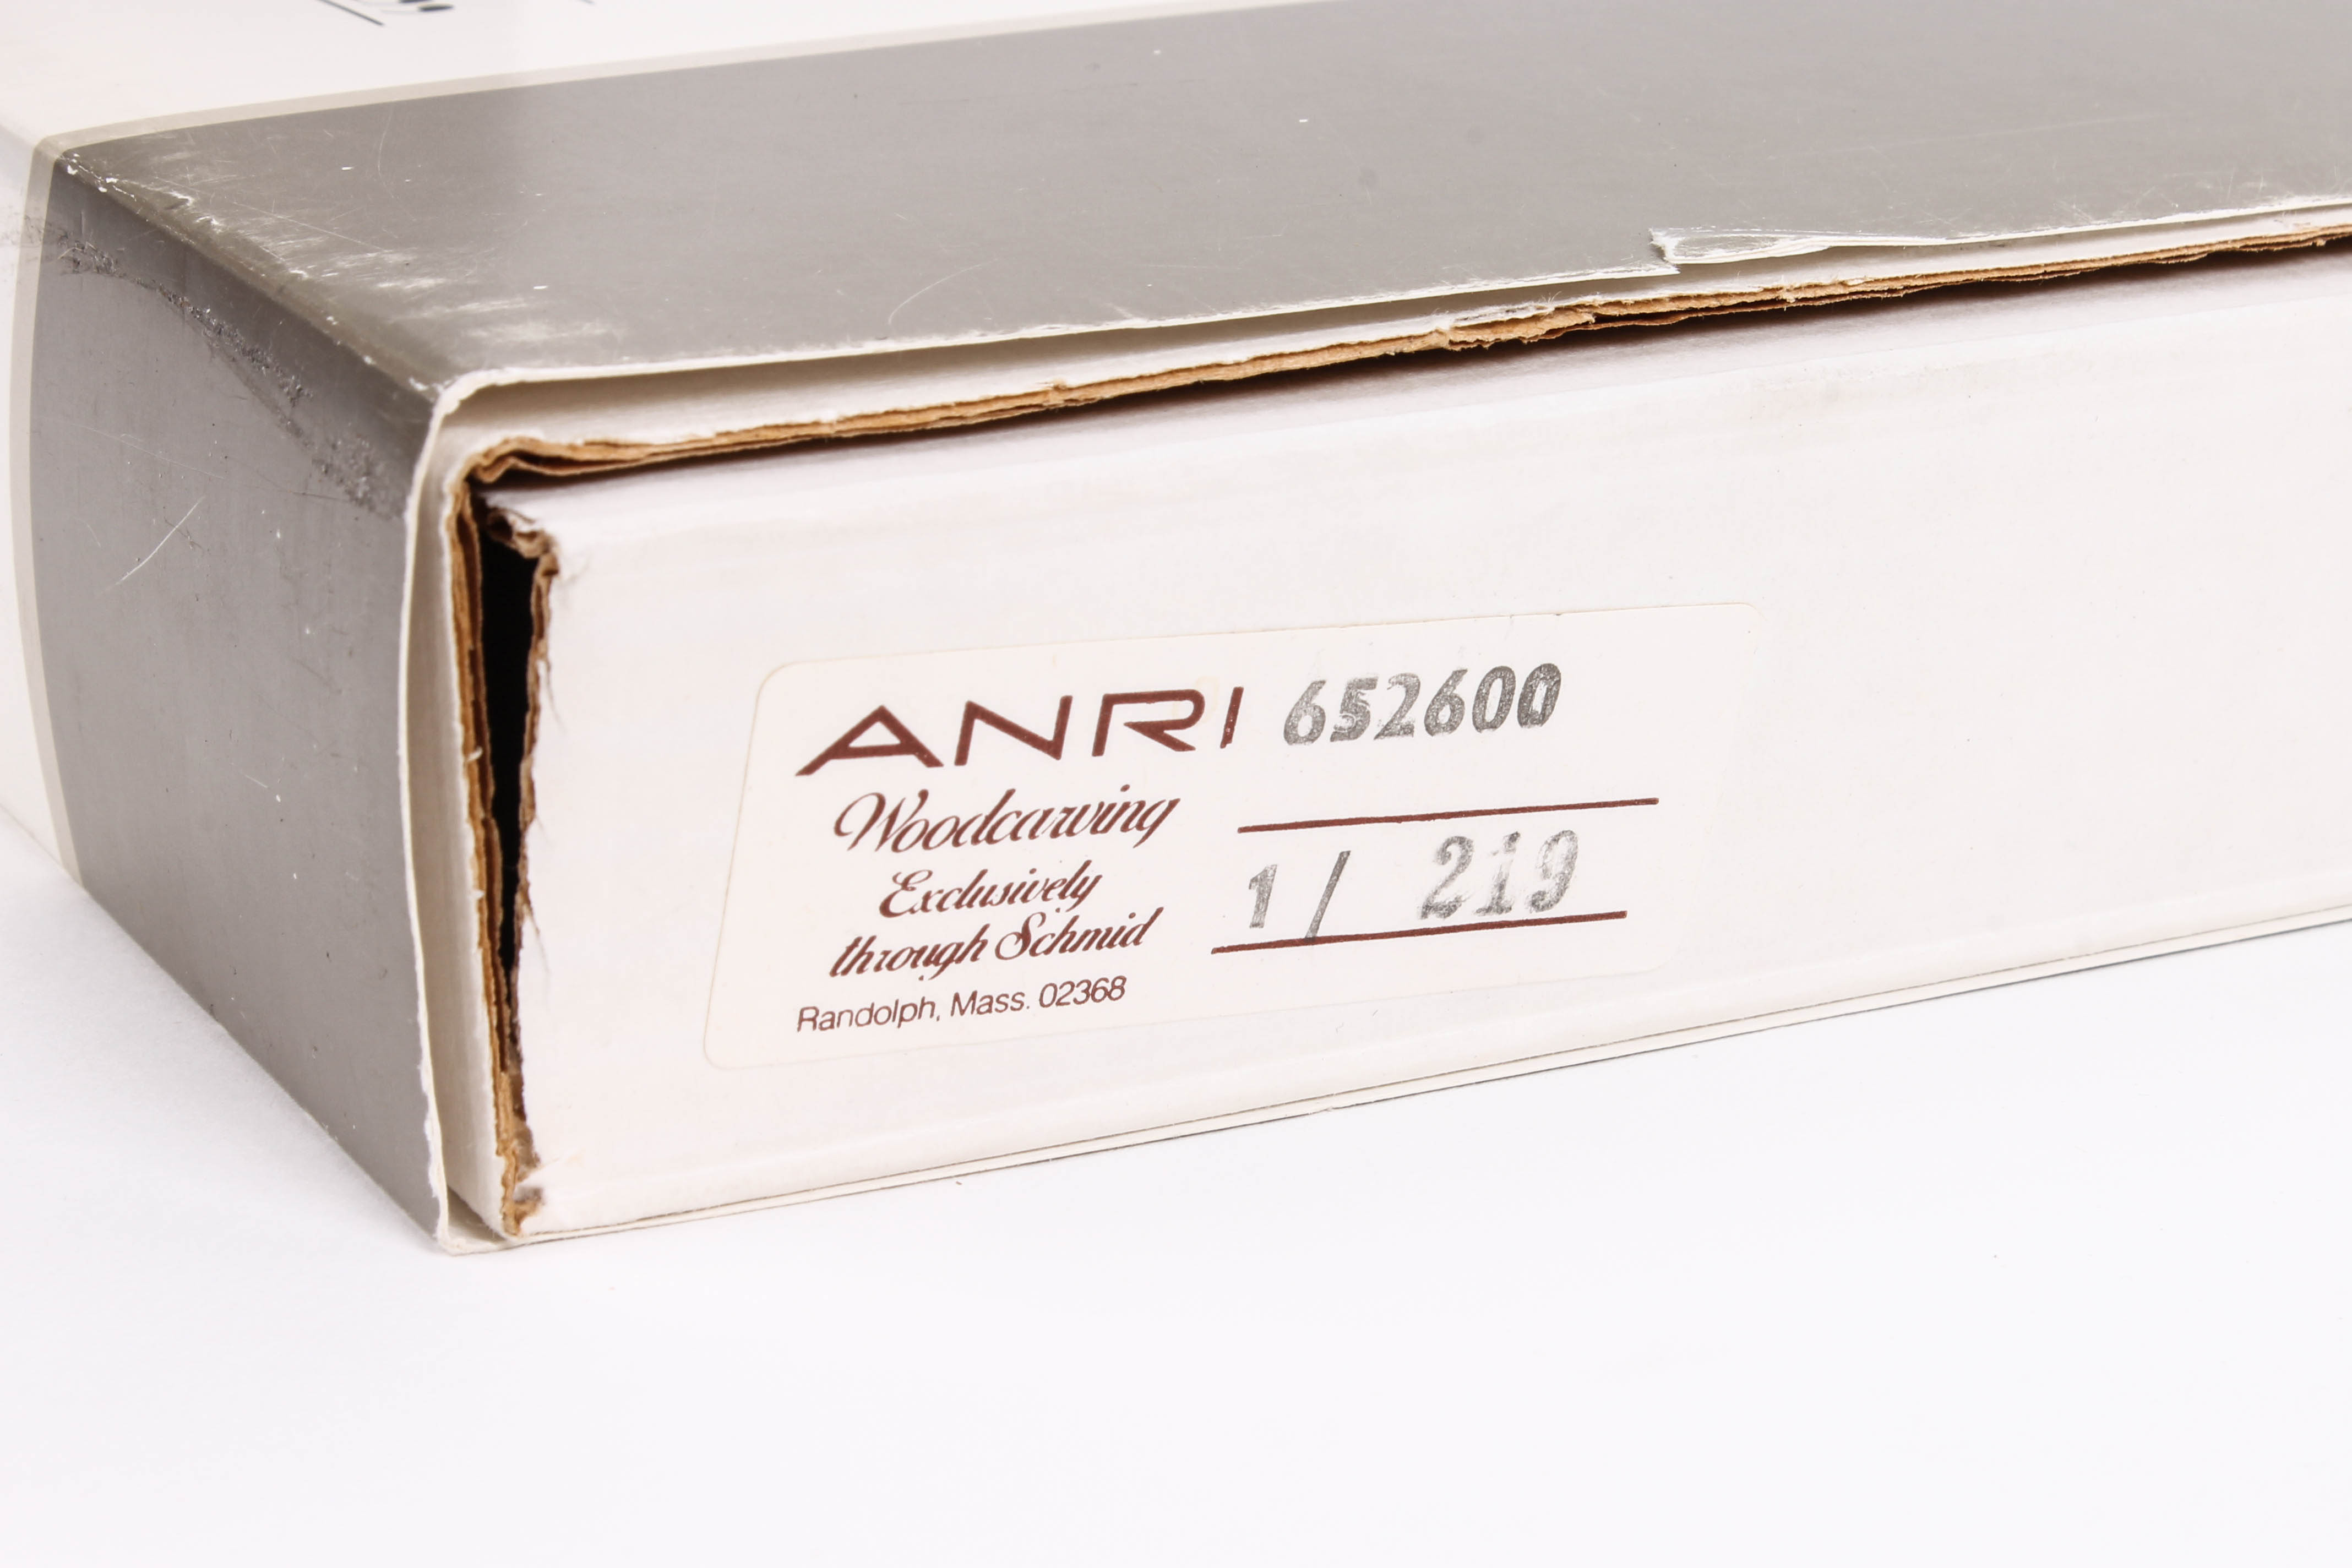 ANRI 652600
Woodcarving
Exclusively
through Schmid
1/ 219
Randolph, Mass. 02368